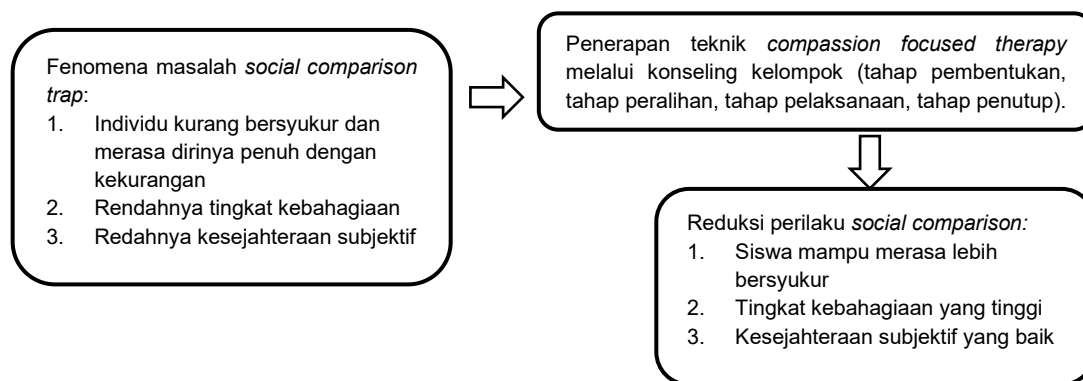 Fenomena masalah social comparison
trap:
1. Individu kurang bersyukur dan
merasa dirinya penuh dengan
kekurangan
2. Rendahnya tingkat kebahagiaan
3. Redahnya kesejahteraan subjektif
Penerapan teknik compassion focused therapy
melalui konseling kelompok (tahap pembentukan,
tahap peralihan, tahap pelaksanaan, tahap penutup).
Reduksi perilaku social comparison:
1. Siswa mampu merasa lebih
bersyukur
2. Tingkat kebahagiaan yang tinggi
3. Kesejahteraan subjektif yang baik